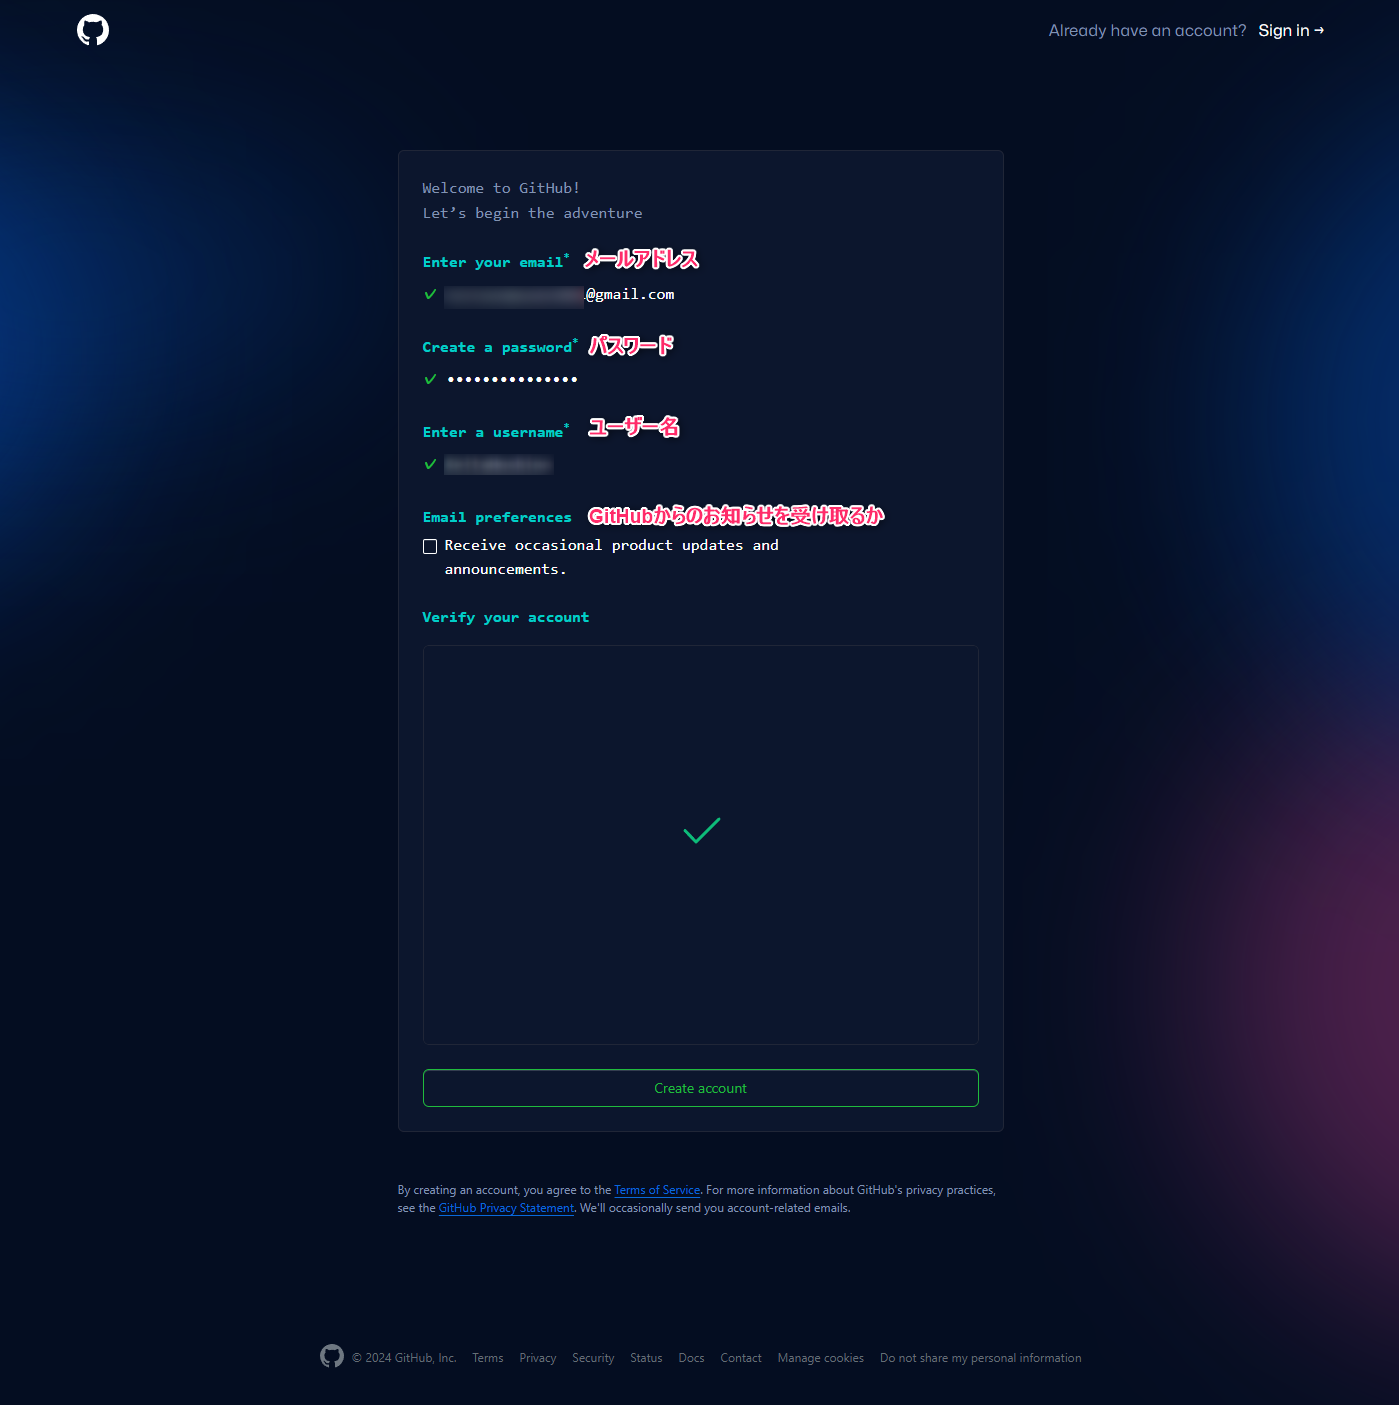 Already have an account? Sign in →
Welcome to GitHub!
Let’s begin the adventure
Enter your email* メールアドレス
✓ @gmail.com
Create a password* パスワード
✓ •••••••••••••••
Enter a username* ユーザー名
✓
Email preferences GitHubからのお知らせを受け取るか
Receive occasional product updates and
announcements.
Verify your account
Create account
By creating an account, you agree to the Terms of Service. For more information about GitHub's privacy practices,
see the GitHub Privacy Statement. We'll occasionally send you account-related emails.
© 2024 GitHub, Inc. Terms Privacy Security Status Docs Contact Manage cookies Do not share my personal information